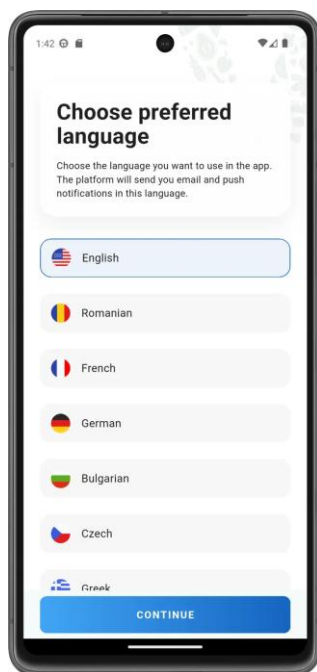 1:42
Choose preferred
language
Choose the language you want to use in the app.
The platform will send you email and push
notifications in this language.
English
Romanian
French
German
Bulgarian
Czech
Greek
CONTINUE